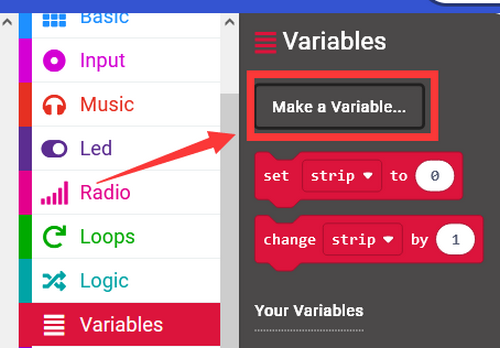 Basic
Input
Music
Led
Radio
Loops
Logic
Variables
Variables
Make a Variable...
set strip to 0
change strip by 1
Your Variables